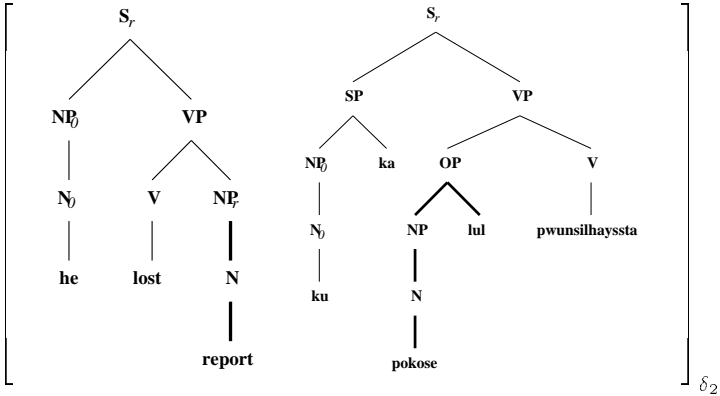 S_r S_r
SP VP
NP_0 VP
NP_0 ka OP V
N_0 V NP_r
N_0 NP lul pwunsilhayssta
he lost N
ku N
report
pokose
δ_2